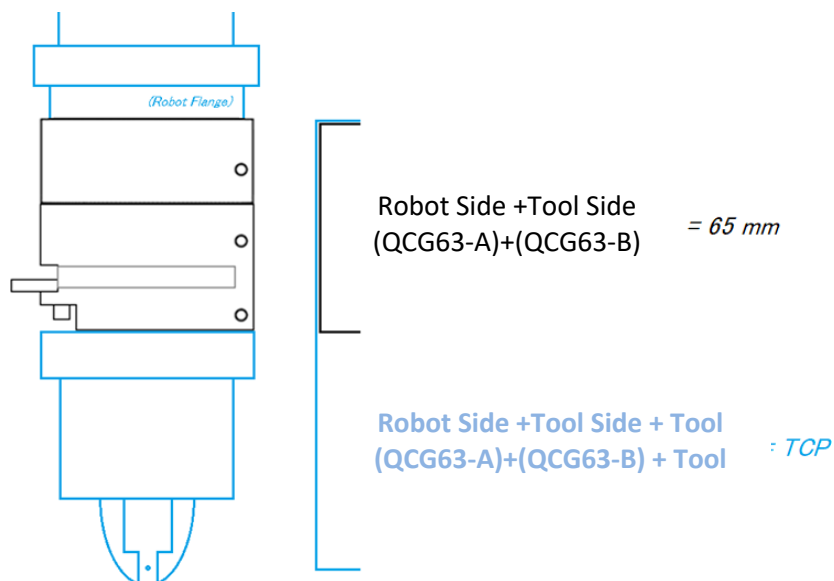 (Robot Flange)
Robot Side +Tool Side
(QCG63-A)+(QCG63-B)
= 65 mm
Robot Side +Tool Side + Tool
(QCG63-A)+(QCG63-B) + Tool
= TCP